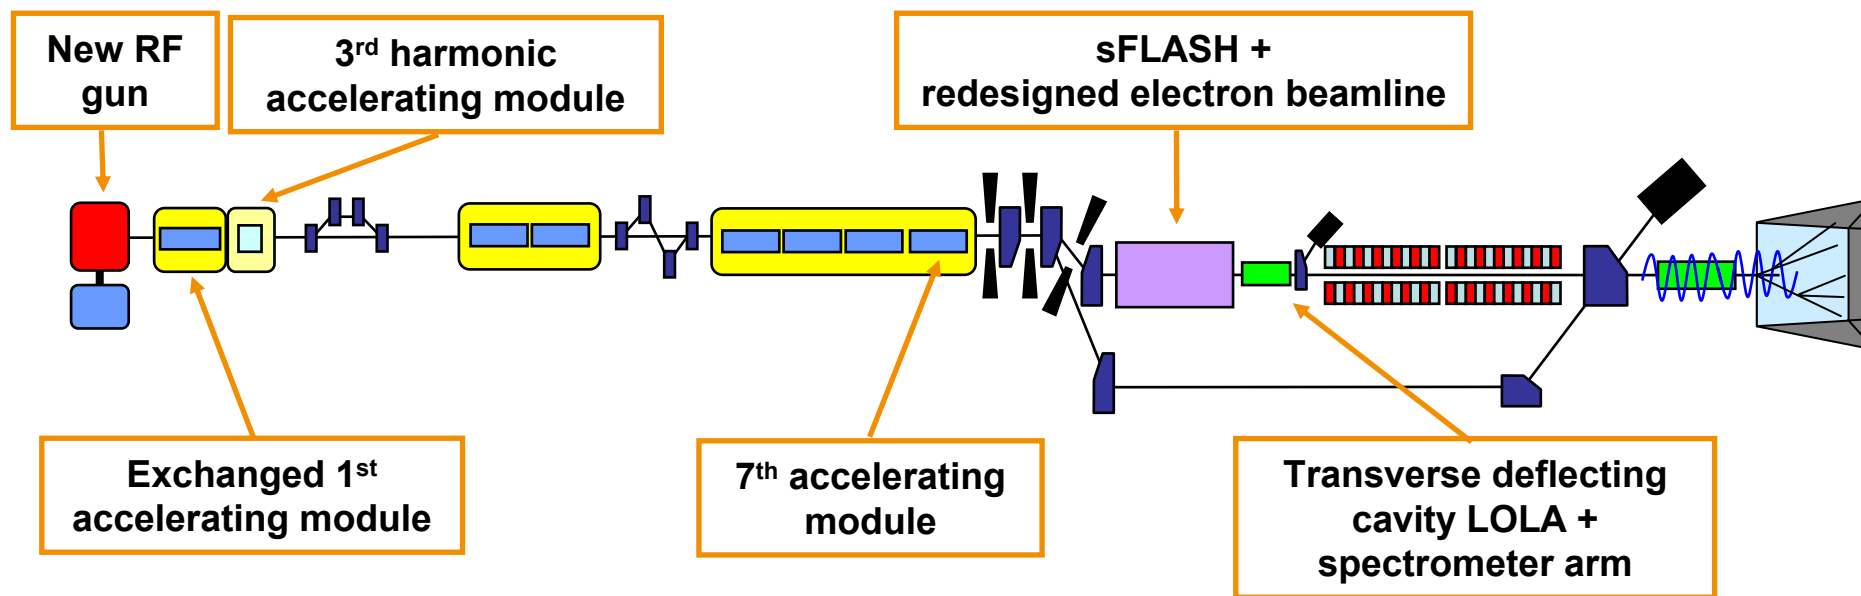 New RF
gun
3rd harmonic
accelerating module
sFLASH +
redesigned electron beamline
Exchanged 1st
accelerating module
7th accelerating
module
Transverse deflecting
cavity LOLA +
spectrometer arm